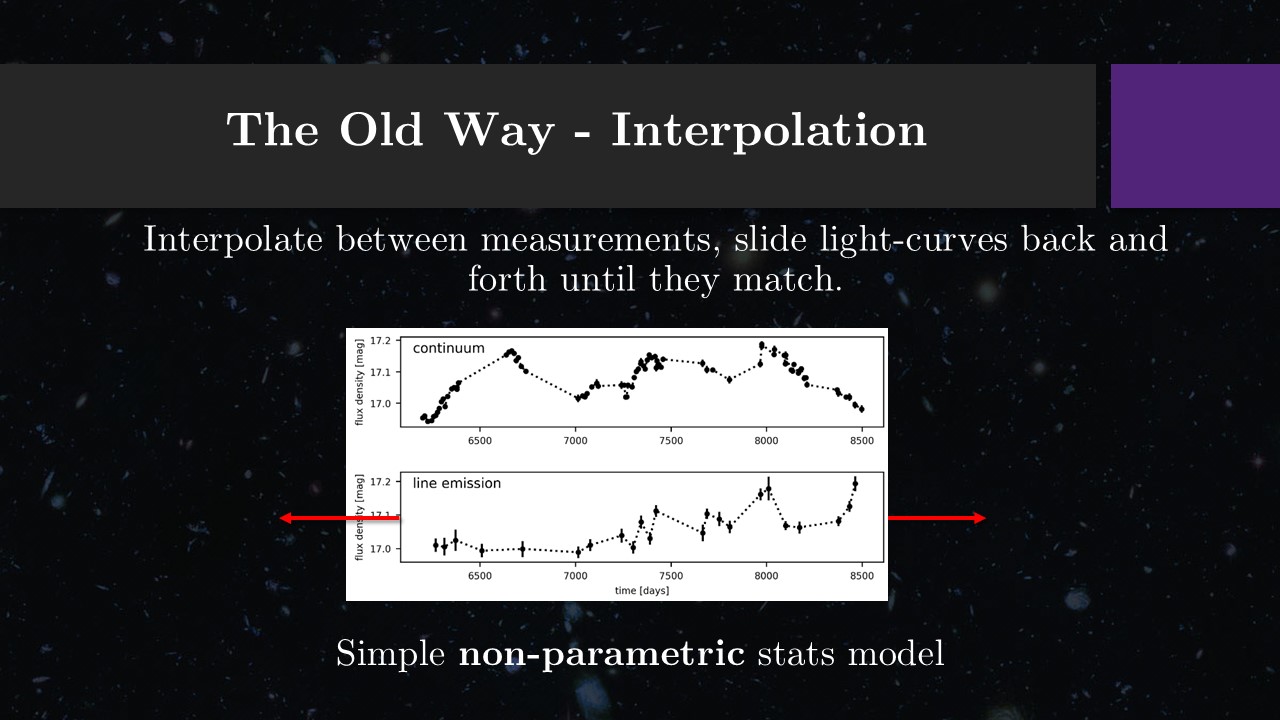 The Old Way - Interpolation
Interpolate between measurements, slide light-curves back and
forth until they match.
flux density [mag]
17.2
17.1
17.0
continuum
6500 7000 7500 8000 8500
flux density [mag]
17.2
17.1
17.0
line emission
6500 7000 7500 8000 8500
time [days]
Simple non-parametric stats model